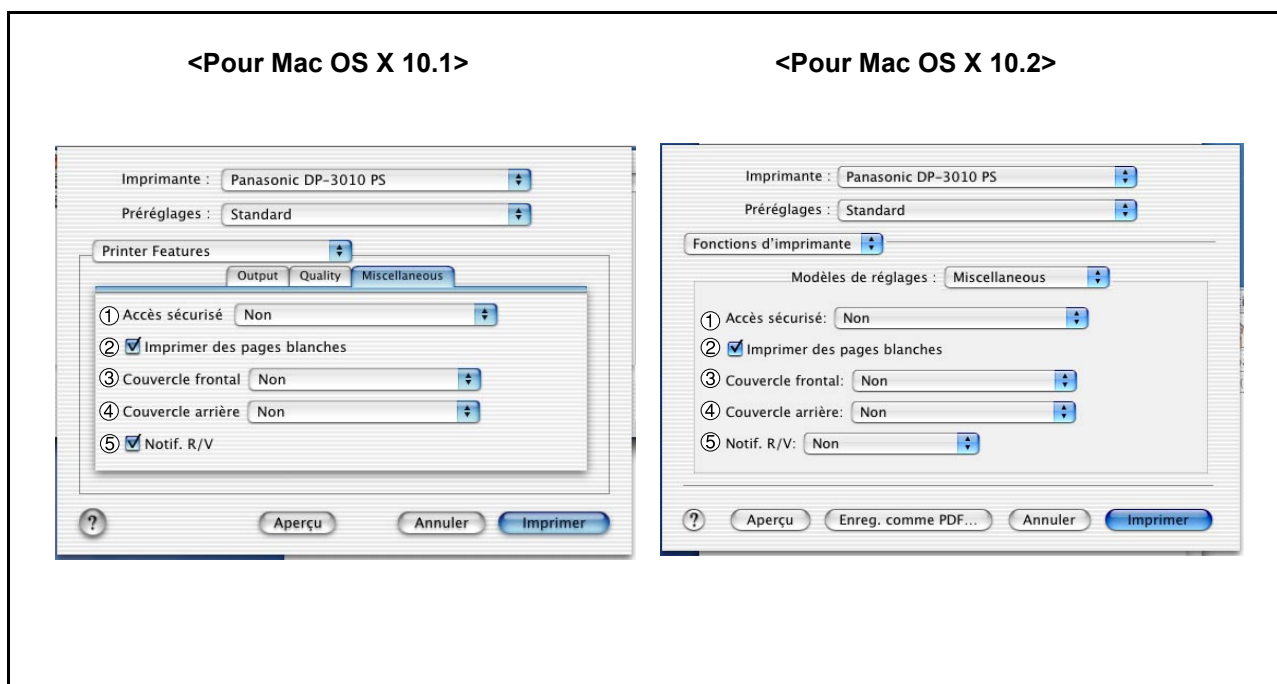 <Pour Mac OS X 10.1>
Imprimante : Panasonic DP-3010 PS
Préréglages : Standard
Printer Features
Output Quality Miscellaneous
① Accès sécurisé Non
② Imprimer des pages blanches
③ Couvercle frontal Non
④ Couvercle arrière Non
⑤ Notif. R/V
? Aperçu Annuler Imprimer
<Pour Mac OS X 10.2>
Imprimante : Panasonic DP-3010 PS
Préréglages : Standard
Fonctions d'imprimante
Modèles de réglages : Miscellaneous
① Accès sécurisé: Non
② Imprimer des pages blanches
③ Couvercle frontal: Non
④ Couvercle arrière: Non
⑤ Notif. R/V: Non
? Aperçu Enreg. comme PDF... Annuler Imprimer